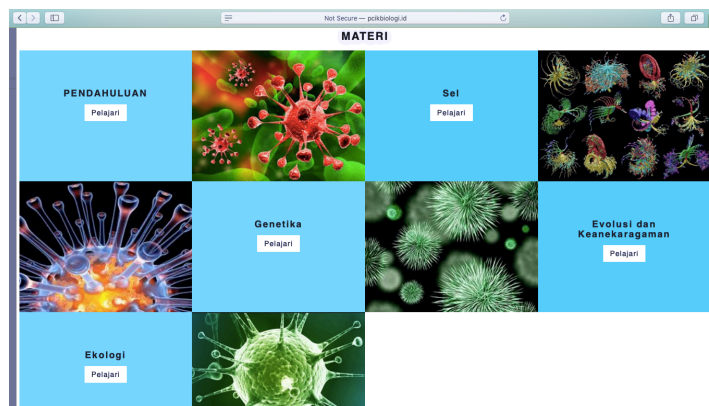 Not Secure — pcikbiologi.id
MATERI
PENDAHULUAN
Pelajari
Sel
Pelajari
Genetika
Pelajari
Evolusi dan
Keanekaragaman
Pelajari
Ekologi
Pelajari